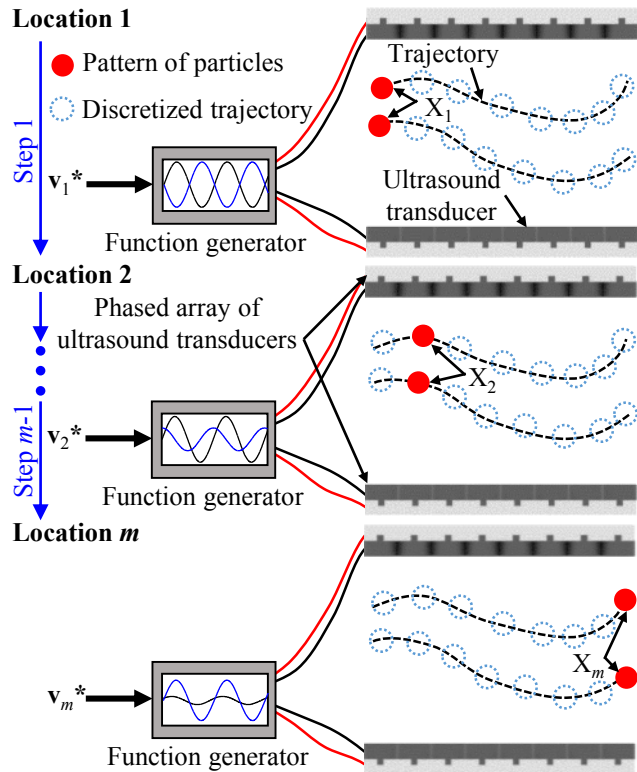 Location 1
Pattern of particles
Discretized trajectory
Step 1
v1*
Function generator
Trajectory
X1
Ultrasound
transducer
Location 2
Phased array of
ultrasound transducers
Step m-1
v2*
Function generator
X2
Location m
vm*
Function generator
Xm